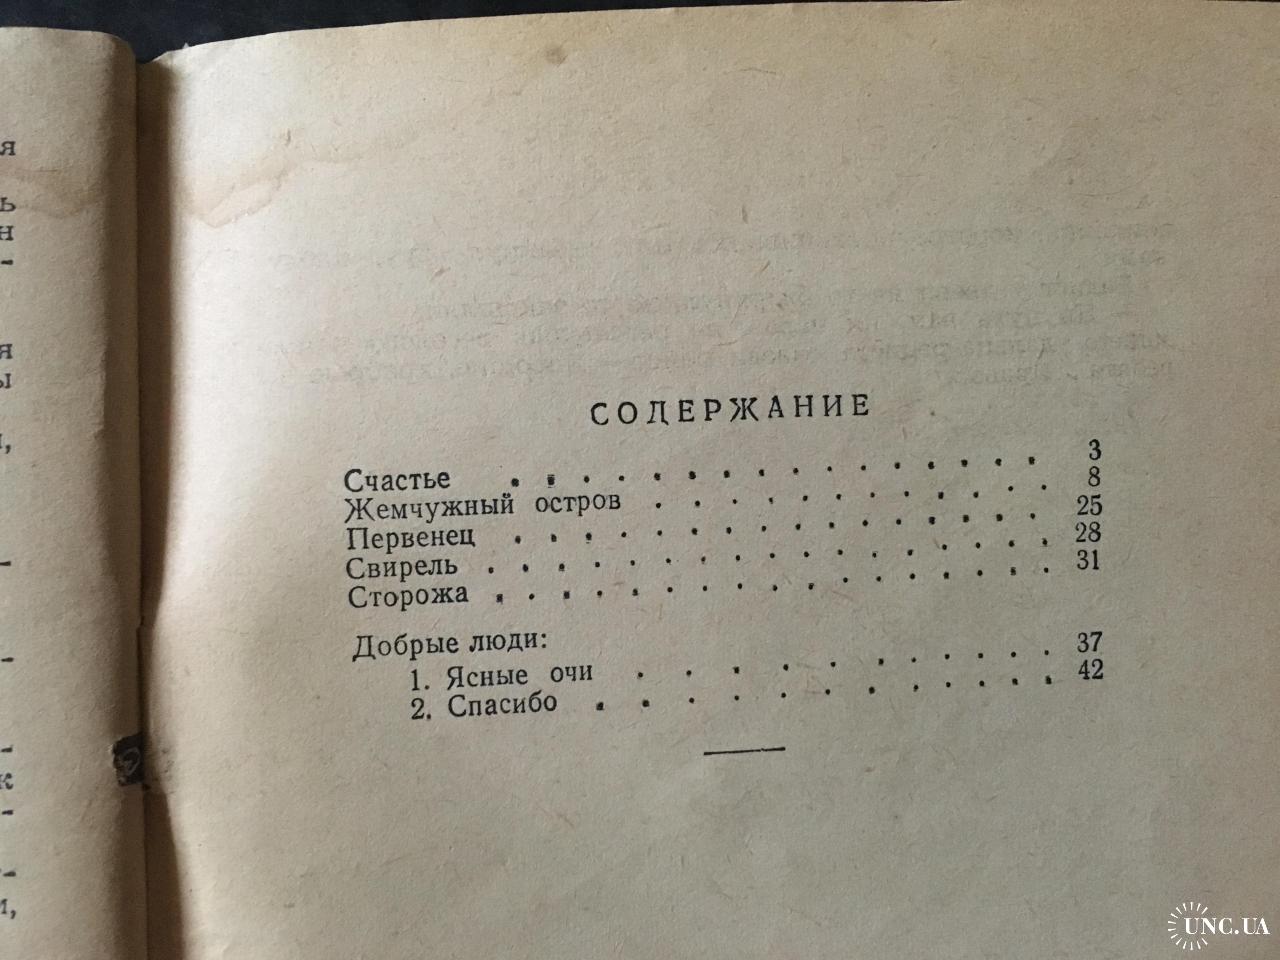 СОДЕРЖАНИЕ
Счастье . . . . . . . . . . . . . . . . 3
Жемчужный остров . . . . . . . . . . . . 8
Первенец . . . . . . . . . . . . . . . 25
Свирель . . . . . . . . . . . . . . . . 28
Сторожа . . . . . . . . . . . . . . . . 31
Добрые люди:
1. Ясные очи . . . . . . . . . . . . 37
2. Спасибо . . . . . . . . . . . . . 42
UNC.UA